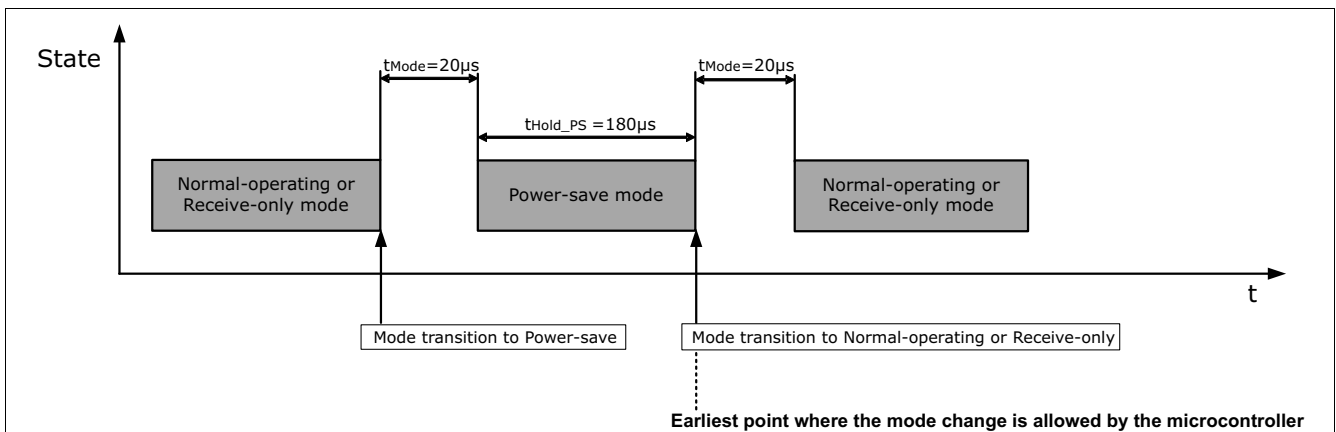 State
tMode=20µs
tMode=20µs
tHold_PS =180µs
Normal-operating or
Receive-only mode
Power-save mode
Normal-operating or
Receive-only mode
t
Mode transition to Power-save
Mode transition to Normal-operating or Receive-only
Earliest point where the mode change is allowed by the microcontroller